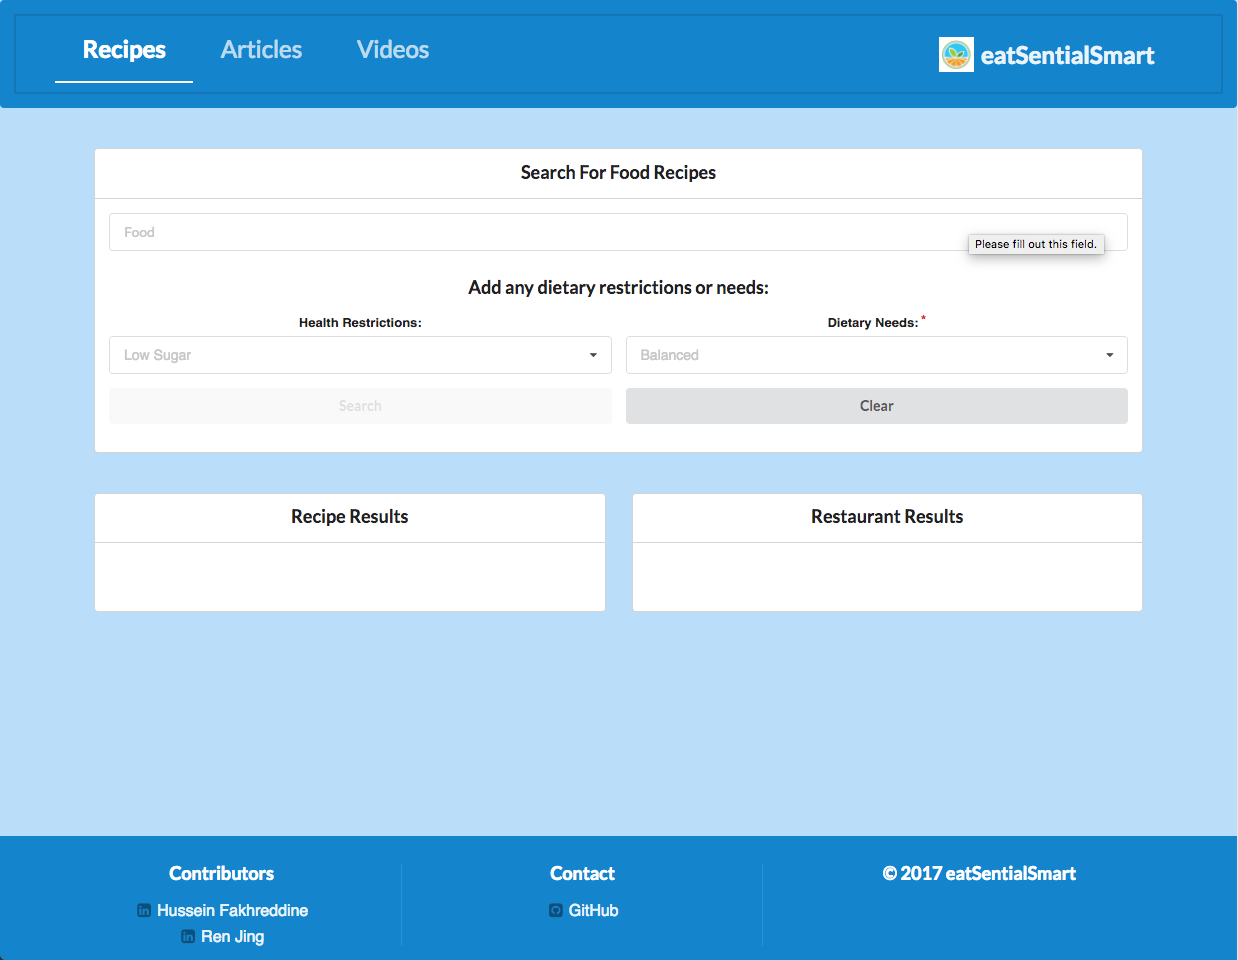 Recipes Articles Videos eatSentialSmart
Search For Food Recipes
Food
Please fill out this field.
Add any dietary restrictions or needs:
Health Restrictions: Dietary Needs: *
Low Sugar Balanced
Search Clear
Recipe Results Restaurant Results
Contributors Contact © 2017 eatSentialSmart
in Hussein Fakhreddine GitHub
in Ren Jing